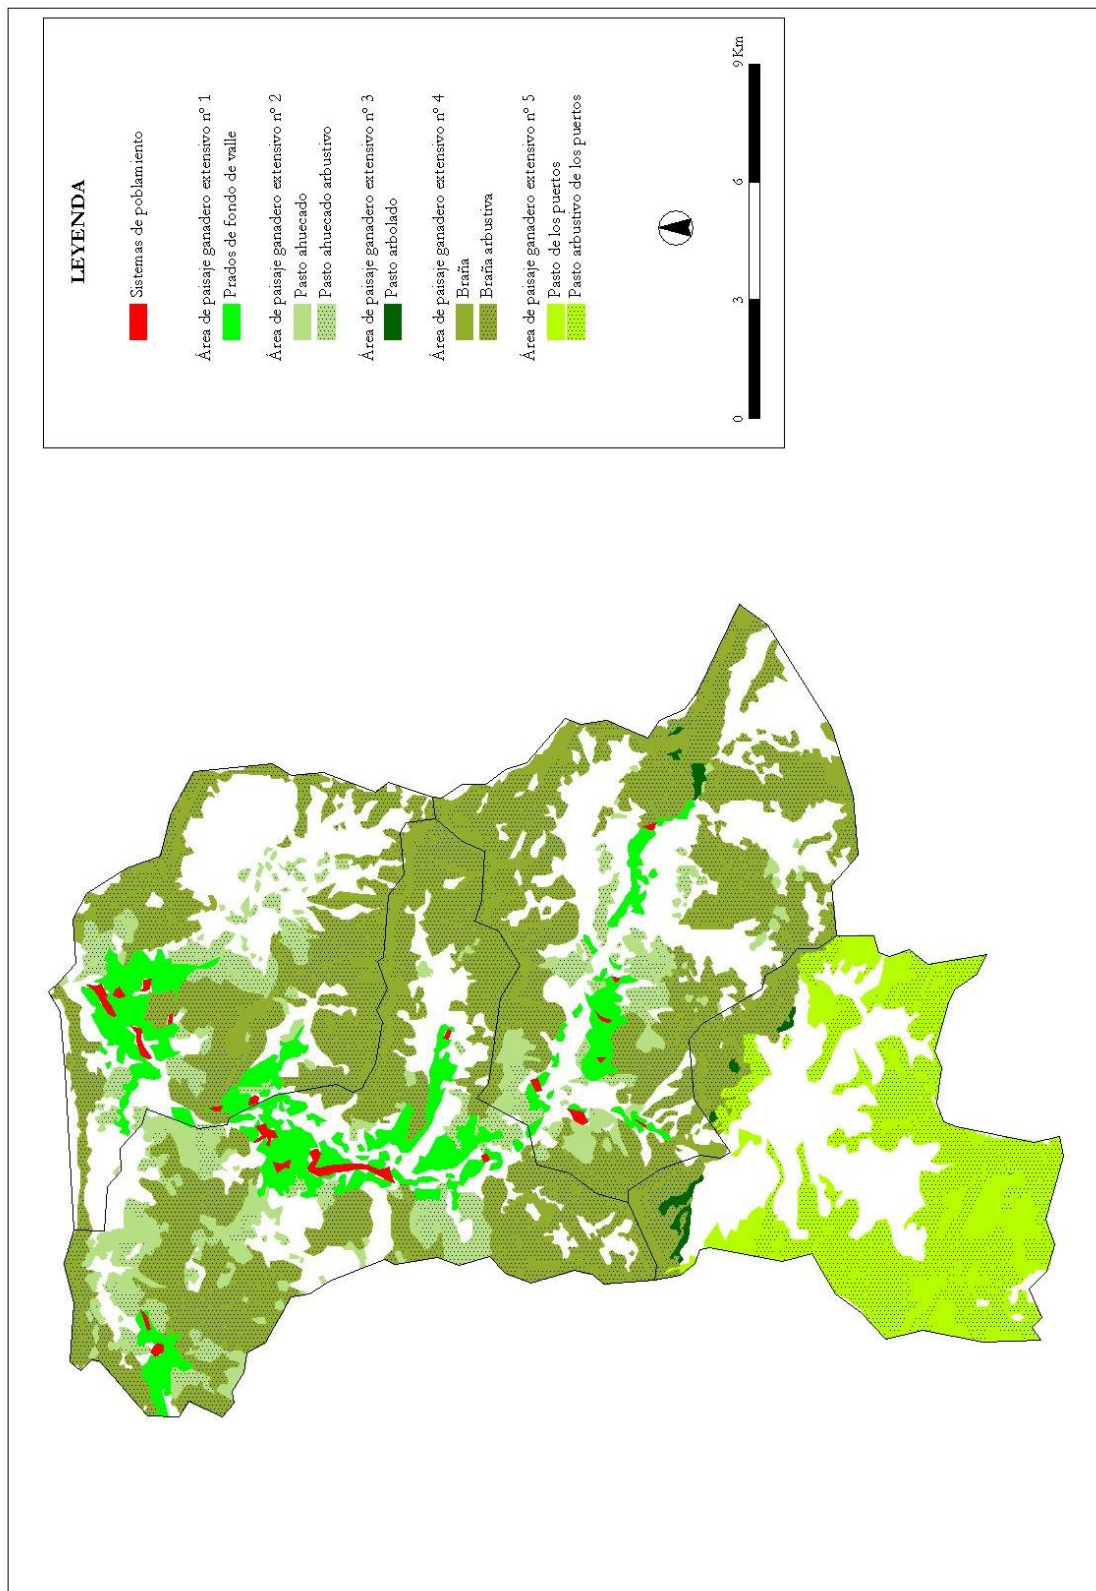 LEYENDA
Sistemas de poblamiento
Área de paisaje ganadero extensivo nº 1
Prados de fondo de valle
Área de paisaje ganadero extensivo nº 2
Pasto ahuecado
Pasto ahuecado arbustivo
Área de paisaje ganadero extensivo nº 3
Pasto arbolado
Área de paisaje ganadero extensivo nº 4
Braña
Braña arbustiva
Área de paisaje ganadero extensivo nº 5
Pasto de los puertos
Pasto arbustivo de los puertos
0 3 6 9 Km